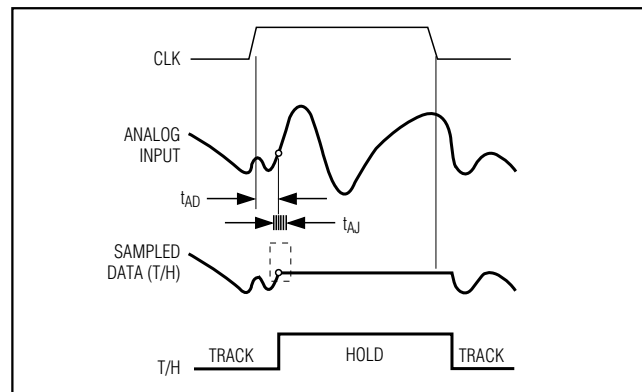 CLK
ANALOG
INPUT
tAD
tAJ
SAMPLED
DATA (T/H)
T/H
TRACK
HOLD
TRACK